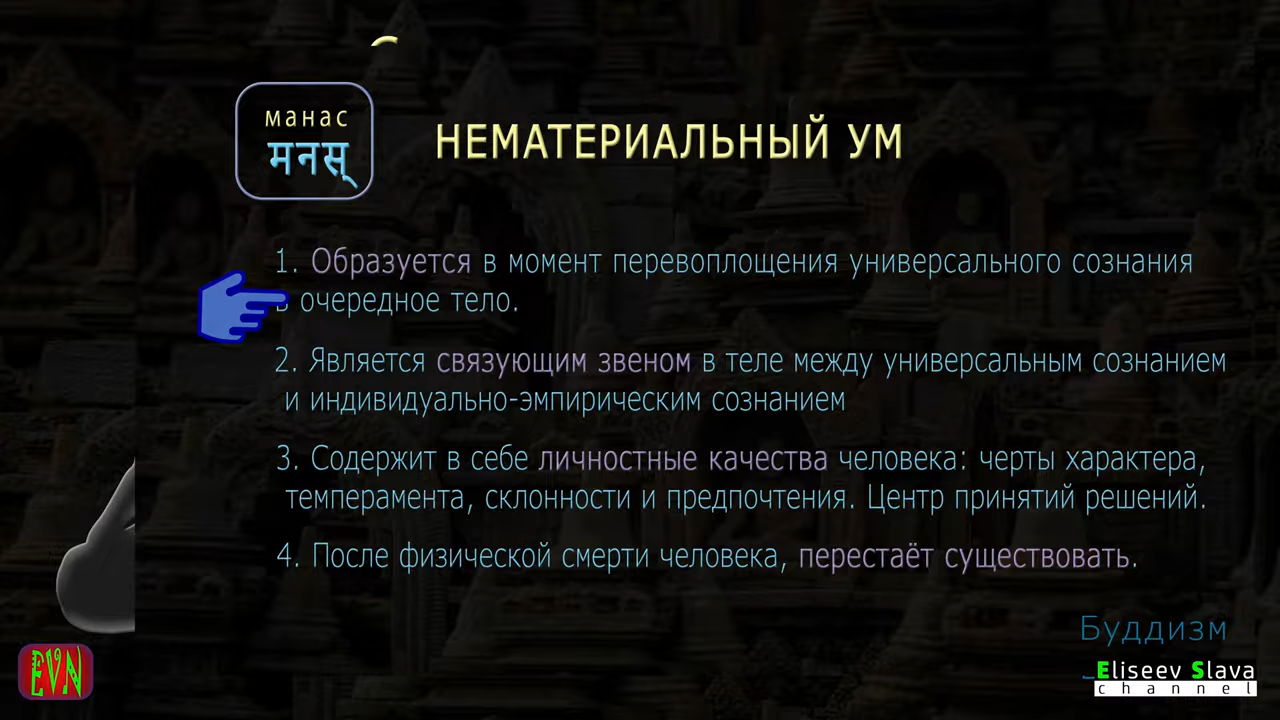 манас
मनस्
НЕМАТЕРИАЛЬНЫЙ УМ
1. Образуется в момент перевоплощения универсального сознания
в очередное тело.
2. Является связующим звеном в теле между универсальным сознанием
и индивидуально-эмпирическим сознанием
3. Содержит в себе личностные качества человека: черты характера,
темперамента, склонности и предпочтения. Центр принятий решений.
4. После физической смерти человека, перестаёт существовать.
Буддизм
Eliseev Slava
channel
EVN